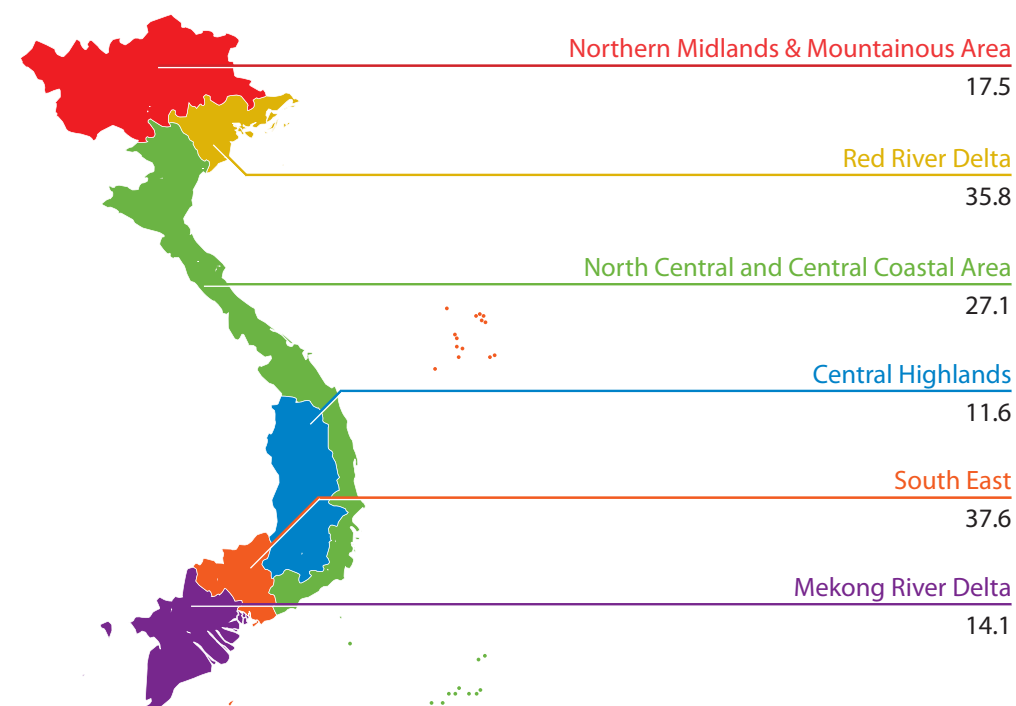 Northern Midlands & Mountainous Area
17.5
Red River Delta
35.8
North Central and Central Coastal Area
27.1
Central Highlands
11.6
South East
37.6
Mekong River Delta
14.1